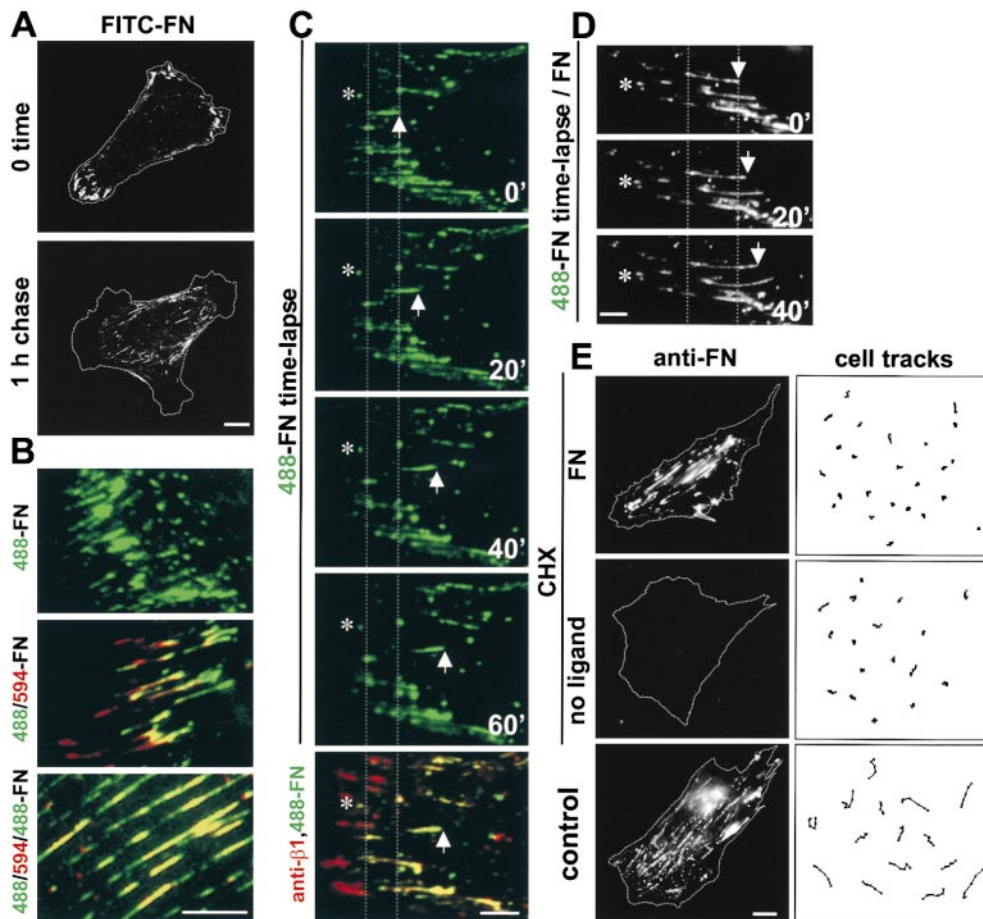 A
FITC-FN
0 time
1 h chase
B
488-FN
488/594-FN
488/594/488-FN
C
488-FN time-lapse
*
0'
*
20'
*
40'
*
60'
anti-β1,488-FN
*
D
488-FN time-lapse / FN
*
0'
*
20'
*
40'
E
anti-FN
cell tracks
CHX
FN
no ligand
control